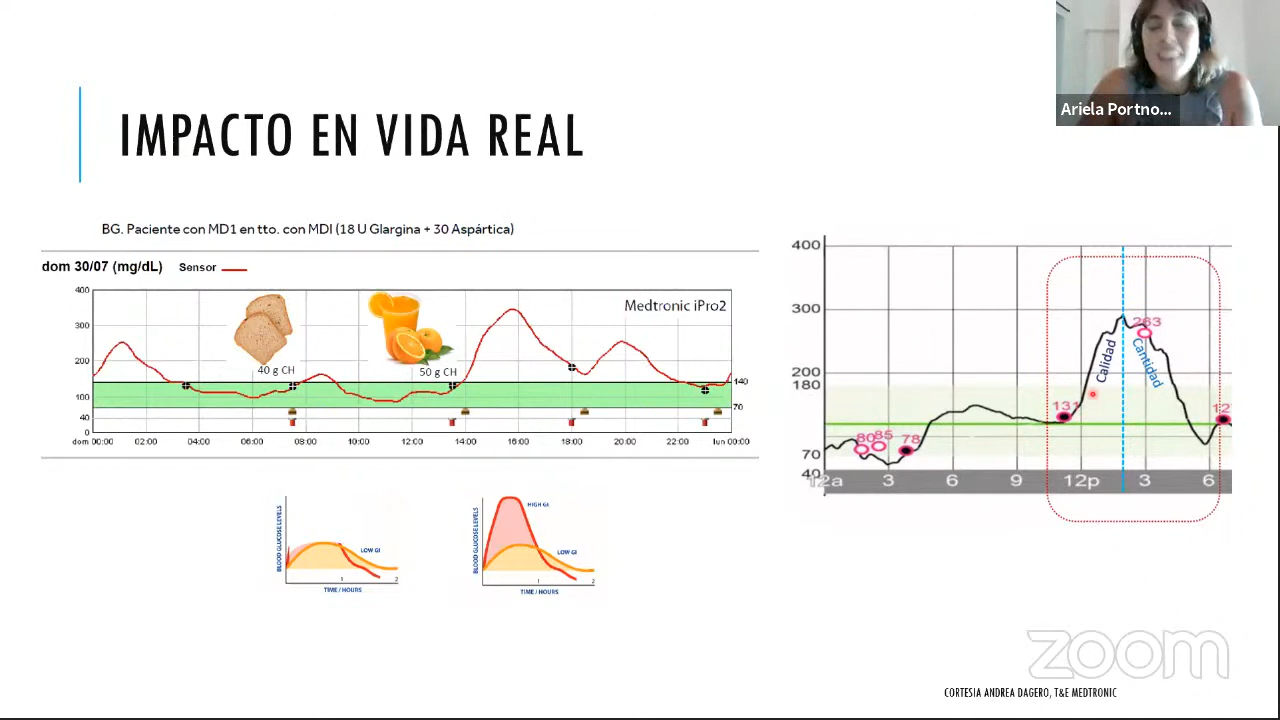 Ariela Portno...
IMPACTO EN VIDA REAL
BG. Paciente con MD1 en tto. con MDI (18 U Glargina + 30 Aspártica)
dom 30/07 (mg/dL) Sensor
Medtronic iPro2
400
300
200
100
40
0
40 g CH
50 g CH
140
70
dom 00:00 02:00 04:00 06:00 08:00 10:00 12:00 14:00 16:00 18:00 20:00 22:00 lun 00:00
400
300
200
180
70
40
263
131
80 85 78
12
Calidad
Cantidad
12a 3 6 9 12p 3 6
BLOOD GLUCOSE LEVELS
LOW GI
1 2
TIME / HOURS
BLOOD GLUCOSE LEVELS
HIGH GI
LOW GI
1 2
TIME / HOURS
zoom
CORTESIA ANDREA DAGERO, T&E MEDTRONIC